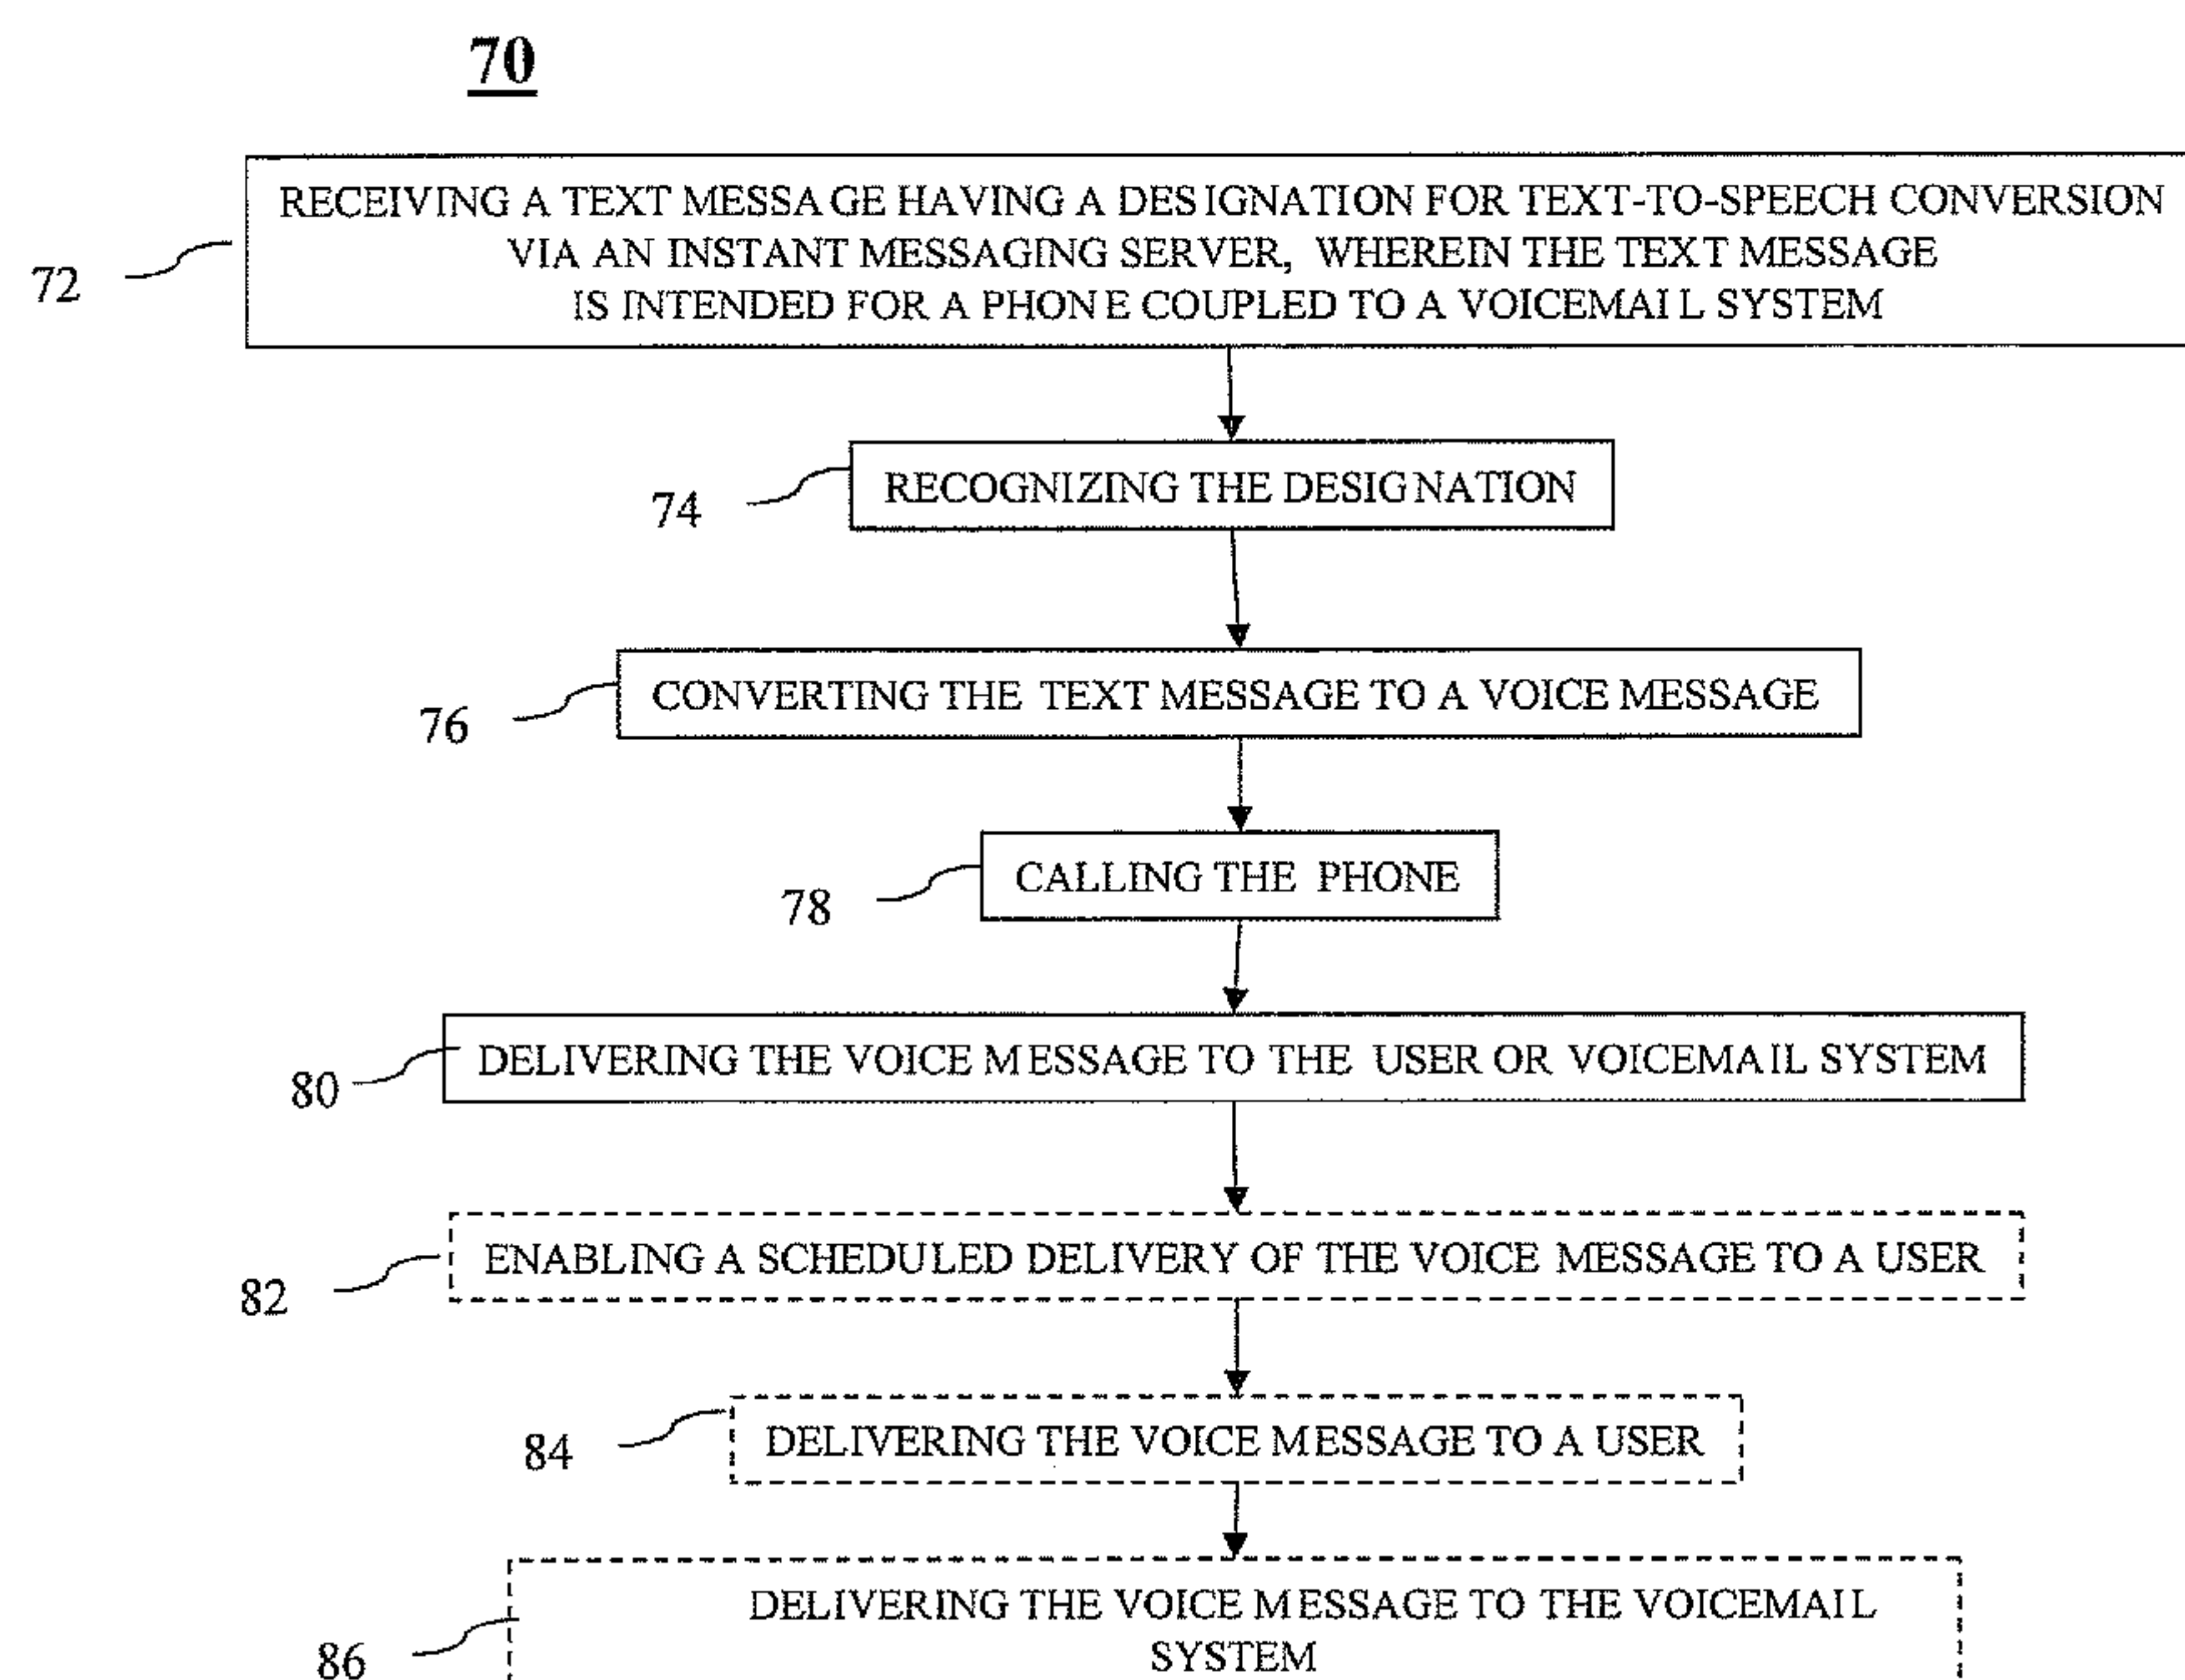 70
RECEIVING A TEXT MESSAGE HAVING A DESIGNATION FOR TEXT-TO-SPEECH CONVERSION
VIA AN INSTANT MESSAGING SERVER, WHEREIN THE TEXT MESSAGE
IS INTENDED FOR A PHONE COUPLED TO A VOICEMAIL SYSTEM
72
RECOGNIZING THE DESIGNATION
74
CONVERTING THE TEXT MESSAGE TO A VOICE MESSAGE
76
CALLING THE PHONE
78
DELIVERING THE VOICE MESSAGE TO THE USER OR VOICEMAIL SYSTEM
80
ENABLING A SCHEDULED DELIVERY OF THE VOICE MESSAGE TO A USER
82
DELIVERING THE VOICE MESSAGE TO A USER
84
DELIVERING THE VOICE MESSAGE TO THE VOICEMAIL
SYSTEM
86